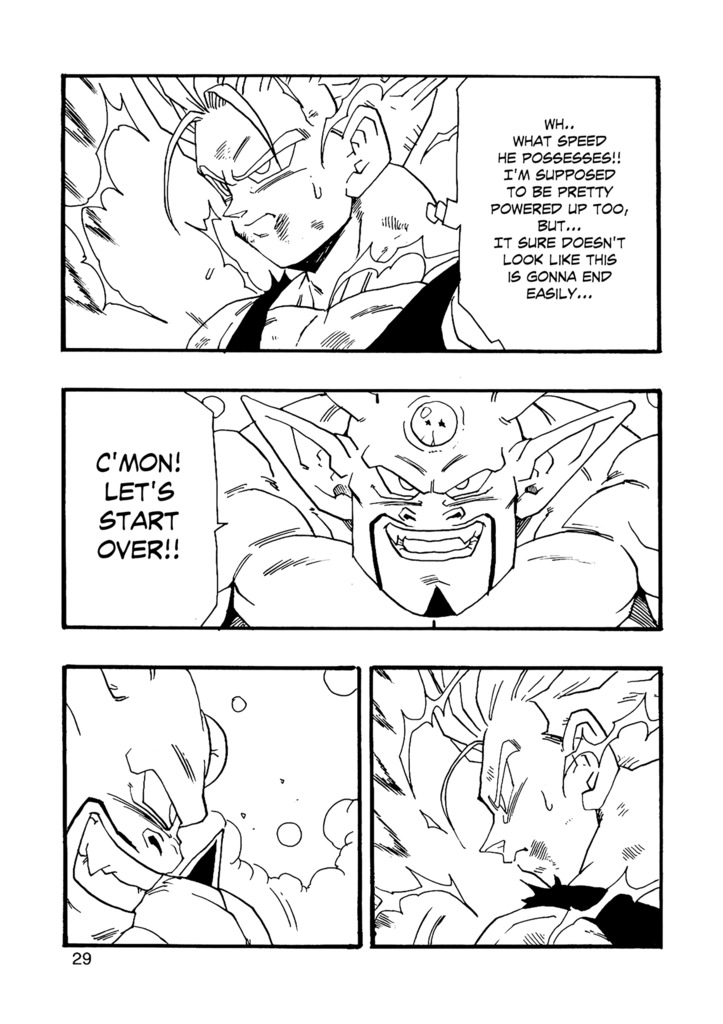 WH..
WHAT SPEED
HE POSSESSES!!
I'M SUPPOSED
TO BE PRETTY
POWERED UP TOO,
BUT...
IT SURE DOESN'T
LOOK LIKE THIS
IS GONNA END
EASILY...
C'MON!
LET'S
START
OVER!!
29